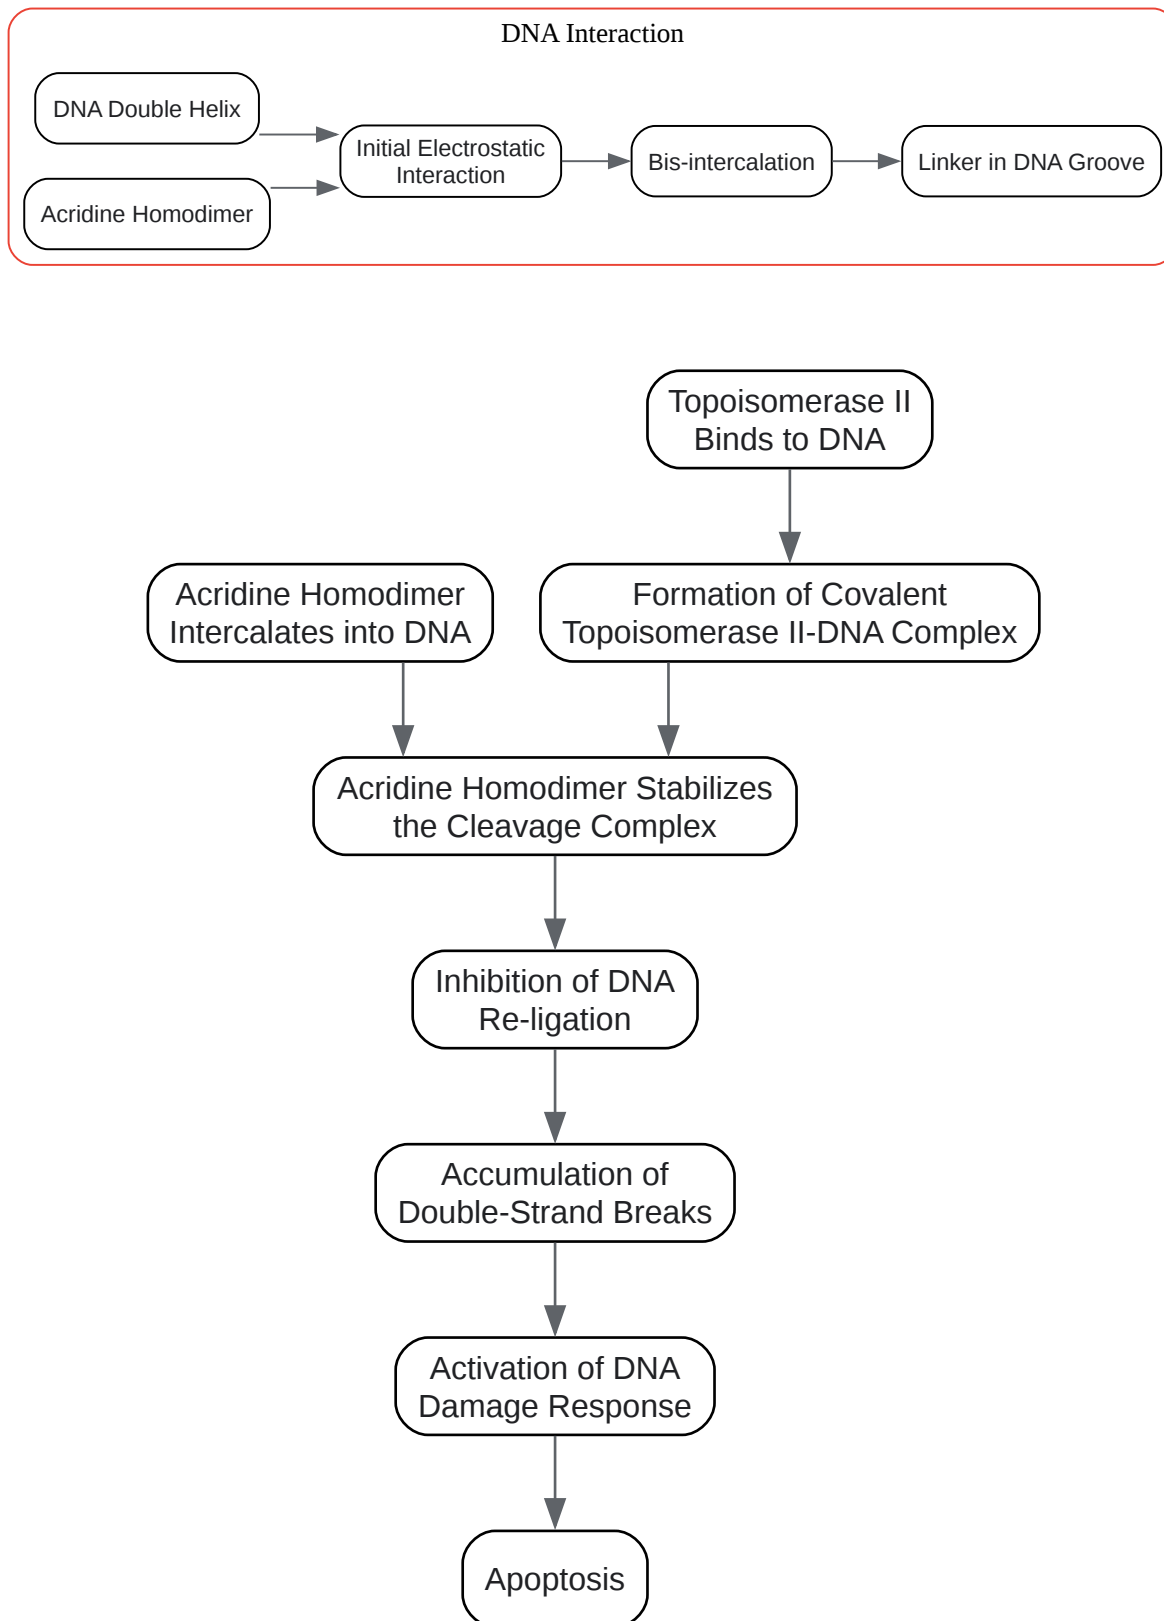 DNA Interaction
DNA Double Helix
Acridine Homodimer
Initial Electrostatic
Interaction
Bis-intercalation
Linker in DNA Groove
Topoisomerase II
Binds to DNA
Acridine Homodimer
Intercalates into DNA
Formation of Covalent
Topoisomerase II-DNA Complex
Acridine Homodimer Stabilizes
the Cleavage Complex
Inhibition of DNA
Re-ligation
Accumulation of
Double-Strand Breaks
Activation of DNA
Damage Response
Apoptosis